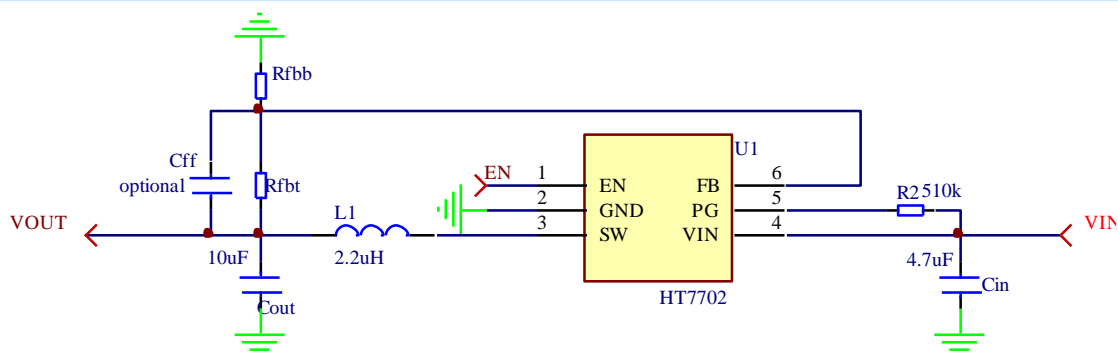 Rfbb
U1
Cff
optional
Rfbt
EN
1
EN
FB
6
R2 510k
2
GND
PG
5
VOUT
L1
3
SW
VIN
4
VIN
10uF
2.2uH
4.7uF
Cin
HT7702
Cout